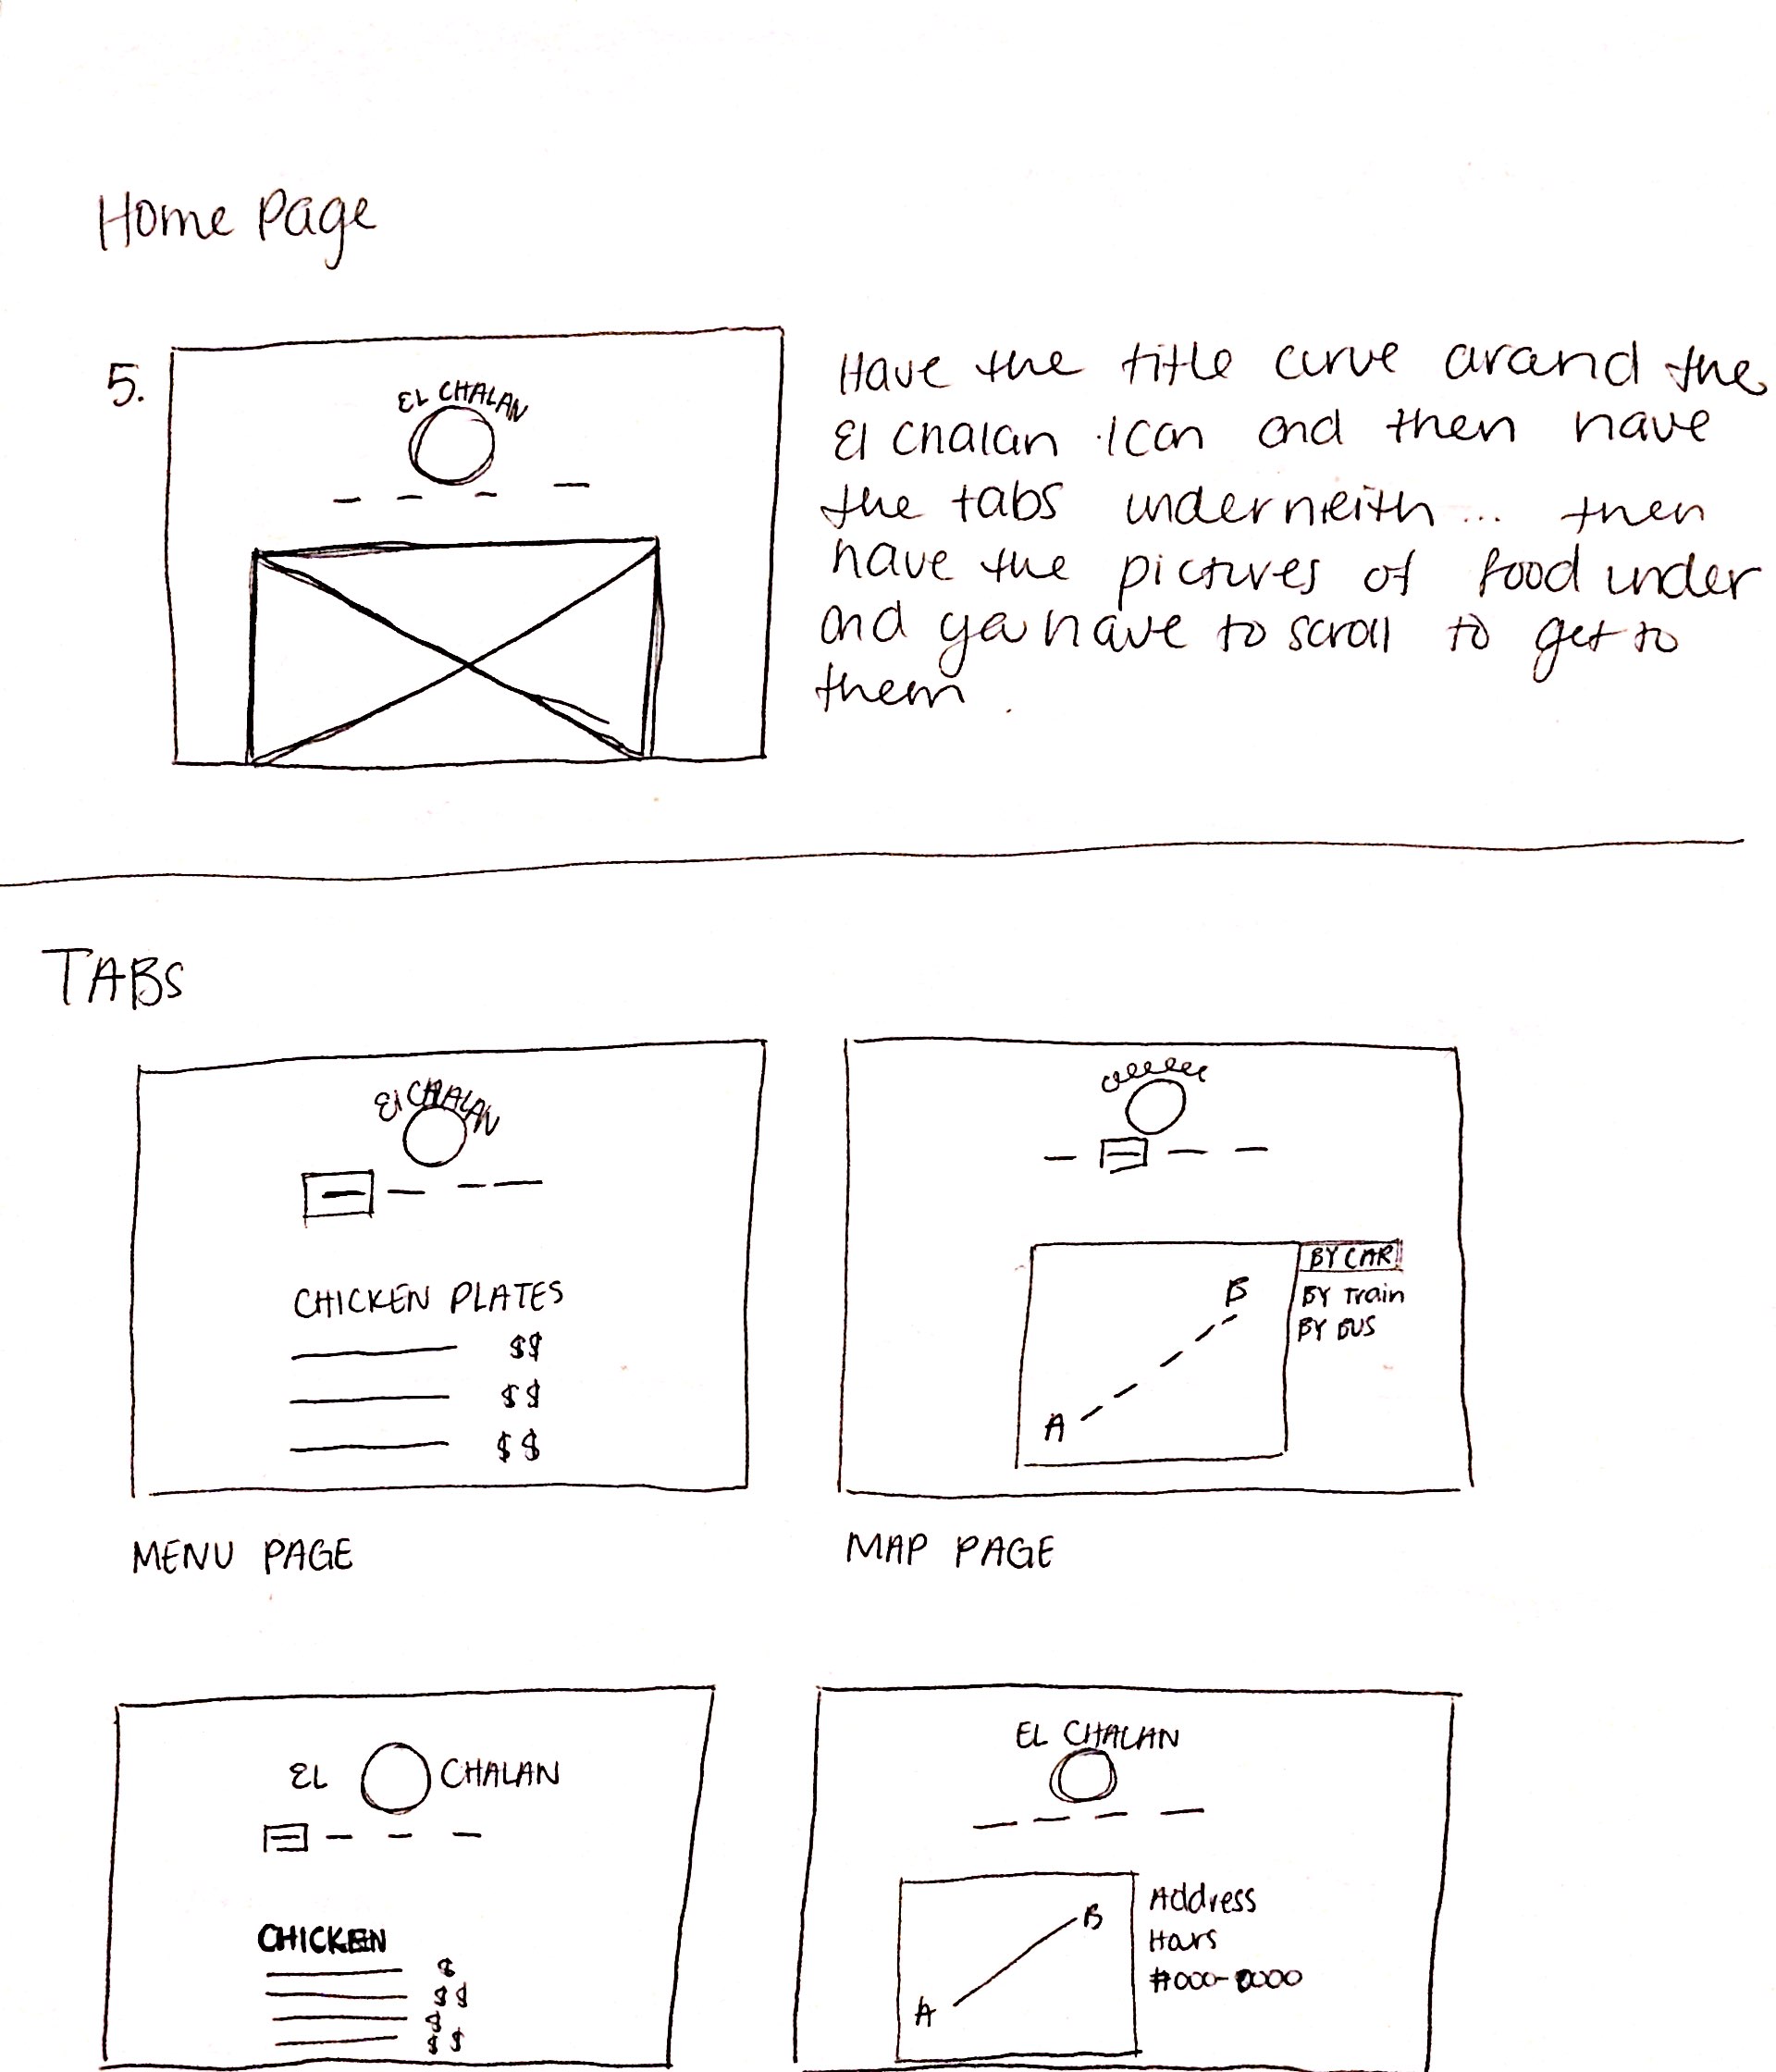 Home Page
5.
EL CHALAN
Have the title curve around the
El chalan icon and then have
the tabs underneith... then
have the pictures of food under
and you have to scroll to get to
them.
TABS
El CHALAN
CHICKEN PLATES
$$
$$
$$
MENU PAGE
BY CAR
BY Train
BY BUS
B
A
MAP PAGE
EL CHALAN
CHICKEN
$
$$
$
$$
EL CHALAN
B
A
Address
Hours
#000-0000